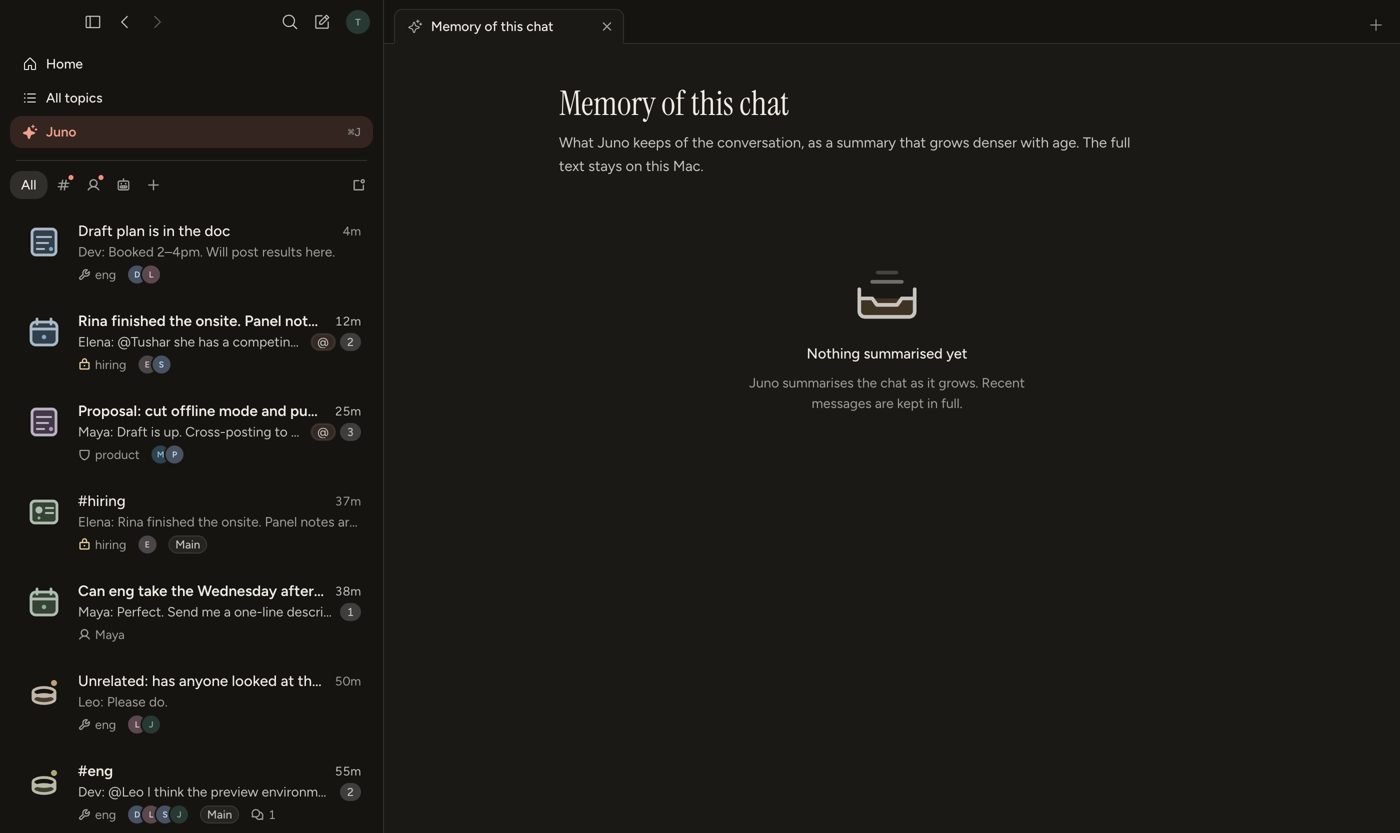 T
Memory of this chat
Home
All topics
Juno ⌘J
All
Memory of this chat
What Juno keeps of the conversation, as a summary that grows denser with age. The full
text stays on this Mac.
Nothing summarised yet
Juno summarises the chat as it grows. Recent
messages are kept in full.
Draft plan is in the doc 4m
Dev: Booked 2–4pm. Will post results here.
eng D L
Rina finished the onsite. Panel not... 12m
Elena: @Tushar she has a competin... @ 2
hiring E S
Proposal: cut offline mode and pu... 25m
Maya: Draft is up. Cross-posting to ... @ 3
product M P
#hiring 37m
Elena: Rina finished the onsite. Panel notes ar...
hiring E Main
Can eng take the Wednesday after... 38m
Maya: Perfect. Send me a one-line descri... 1
Maya
Unrelated: has anyone looked at th... 50m
Leo: Please do.
eng L J
#eng 55m
Dev: @Leo I think the preview environm... 2
eng D L S J Main 1